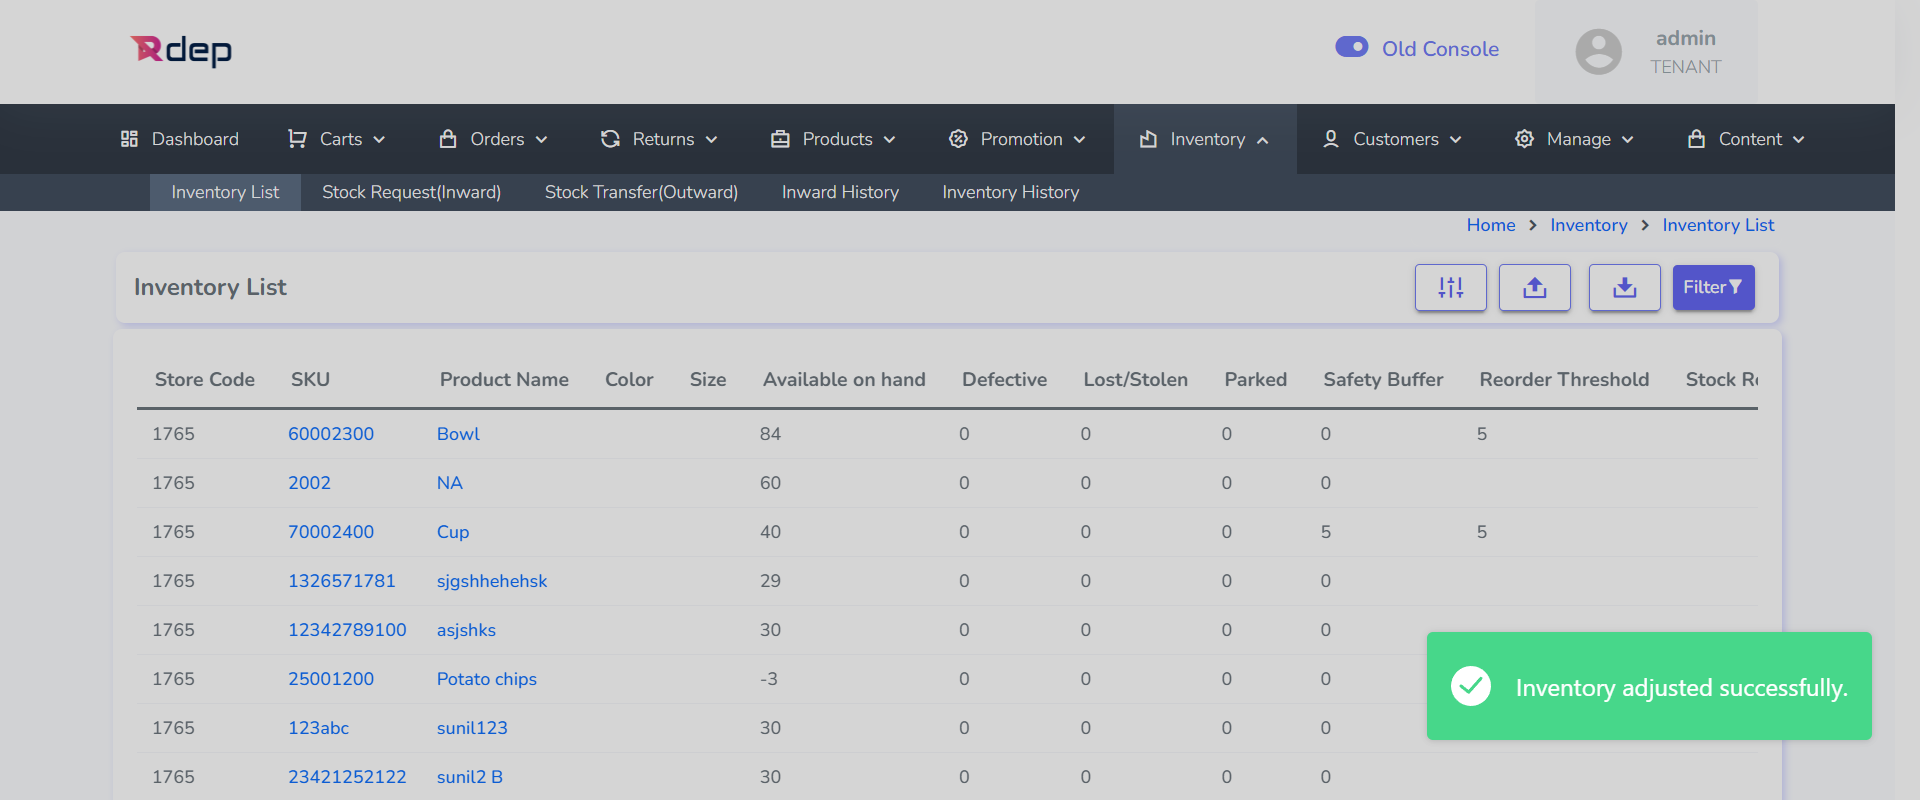 Rdep
Old Console
admin
TENANT
Dashboard Carts Orders Returns Products Promotion Inventory Customers Manage Content
Inventory List Stock Request(Inward) Stock Transfer(Outward) Inward History Inventory History
Home > Inventory > Inventory List
Inventory List
Filter
Store Code SKU Product Name Color Size Available on hand Defective Lost/Stolen Parked Safety Buffer Reorder Threshold Stock
1765 60002300 Bowl 84 0 0 0 0 5
1765 2002 NA 60 0 0 0 0
1765 70002400 Cup 40 0 0 0 5 5
1765 1326571781 sjgshhehehsk 29 0 0 0 0
1765 12342789100 asjshks 30 0 0 0 0
1765 25001200 Potato chips -3 0 0 0 0
1765 123abc sunil123 30 0 0 0 0
1765 23421252122 sunil2 B 30 0 0 0 0
Inventory adjusted successfully.